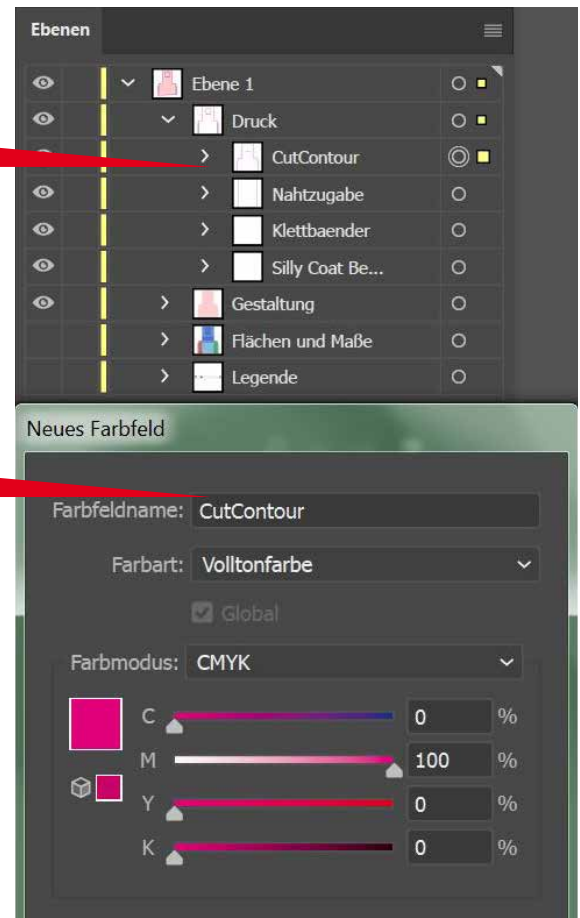 Ebenen
Ebene 1
Druck
CutContour
Nahtzugabe
Klettbaender
Silly Coat Be...
Gestaltung
Flächen und Maße
Legende
Neues Farbfeld
Farbfeldname: CutContour
Farbart: Volltonfarbe
Global
Farbmodus: CMYK
C 0 %
M 100 %
Y 0 %
K 0 %